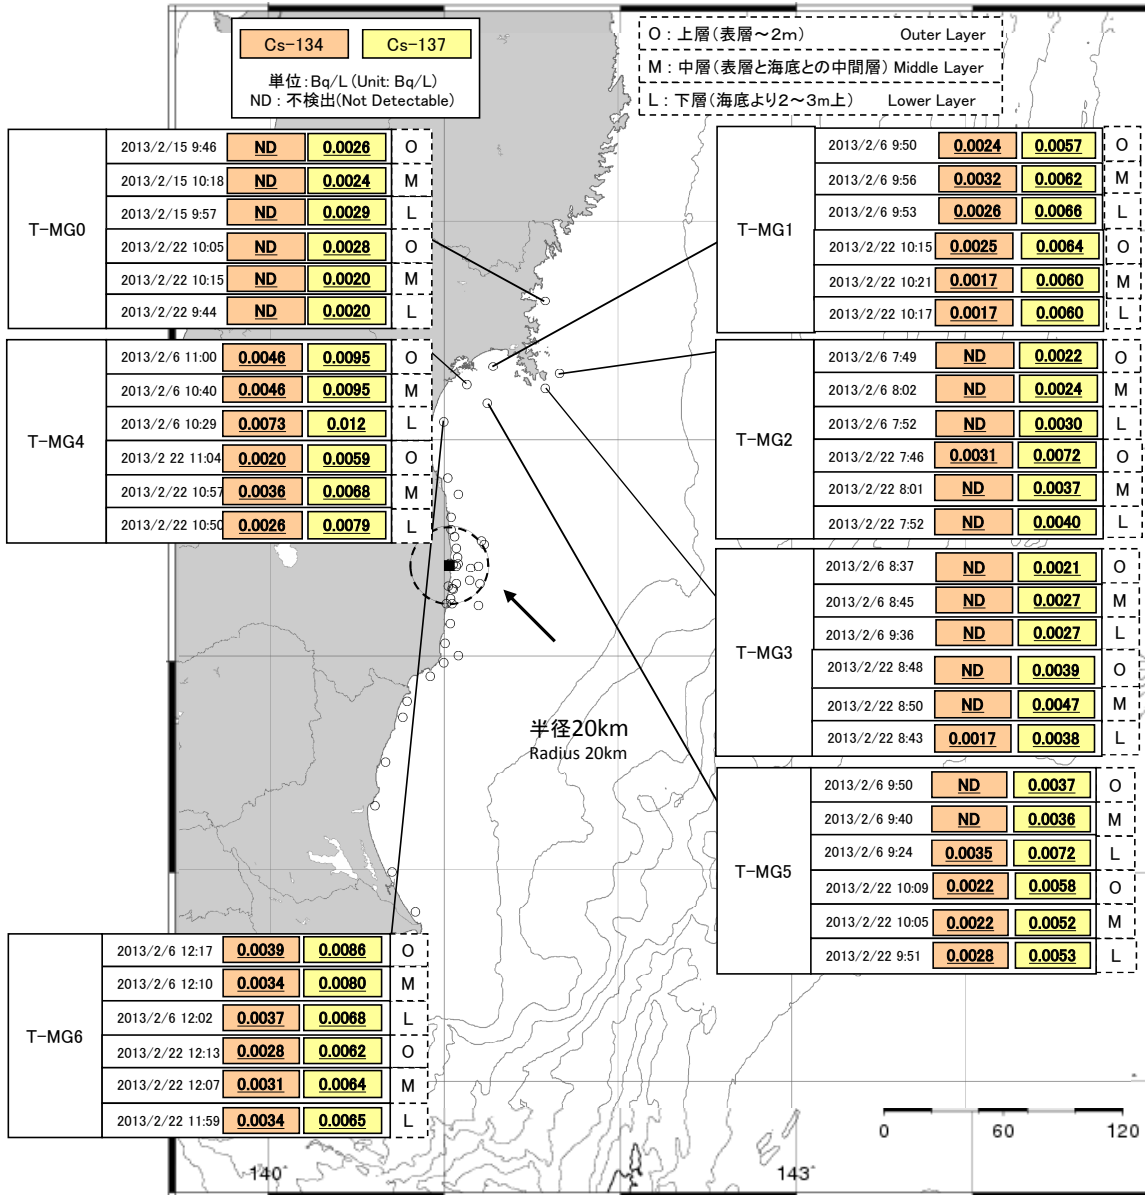 Cs-134 Cs-137
単位:Bq/L (Unit: Bq/L)
ND : 不検出(Not Detectable)
O : 上層(表層～2m) Outer Layer
M : 中層(表層と海底との中間層) Middle Layer
L : 下層(海底より2～3m上) Lower Layer
T-MG0
2013/2/15 9:46 ND 0.0026 O
2013/2/15 10:18 ND 0.0024 M
2013/2/15 9:57 ND 0.0029 L
2013/2/22 10:05 ND 0.0028 O
2013/2/22 10:15 ND 0.0020 M
2013/2/22 9:44 ND 0.0020 L
T-MG1
2013/2/6 9:50 0.0024 0.0057 O
2013/2/6 9:56 0.0032 0.0062 M
2013/2/6 9:53 0.0026 0.0066 L
2013/2/22 10:15 0.0025 0.0064 O
2013/2/22 10:21 0.0017 0.0060 M
2013/2/22 10:17 0.0017 0.0060 L
T-MG4
2013/2/6 11:00 0.0046 0.0095 O
2013/2/6 10:40 0.0046 0.0095 M
2013/2/6 10:29 0.0073 0.012 L
2013/2 22 11:04 0.0020 0.0059 O
2013/2/22 10:57 0.0036 0.0068 M
2013/2/22 10:50 0.0026 0.0079 L
T-MG2
2013/2/6 7:49 ND 0.0022 O
2013/2/6 8:02 ND 0.0024 M
2013/2/6 7:52 ND 0.0030 L
2013/2/22 7:46 0.0031 0.0072 O
2013/2/22 8:01 ND 0.0037 M
2013/2/22 7:52 ND 0.0040 L
T-MG3
2013/2/6 8:37 ND 0.0021 O
2013/2/6 8:45 ND 0.0027 M
2013/2/6 9:36 ND 0.0027 L
2013/2/22 8:48 ND 0.0039 O
2013/2/22 8:50 ND 0.0047 M
2013/2/22 8:43 0.0017 0.0038 L
半径20km
Radius 20km
T-MG5
2013/2/6 9:50 ND 0.0037 O
2013/2/6 9:40 ND 0.0036 M
2013/2/6 9:24 0.0035 0.0072 L
2013/2/22 10:09 0.0022 0.0058 O
2013/2/22 10:05 0.0022 0.0052 M
2013/2/22 9:51 0.0028 0.0053 L
T-MG6
2013/2/6 12:17 0.0039 0.0086 O
2013/2/6 12:10 0.0034 0.0080 M
2013/2/6 12:02 0.0037 0.0068 L
2013/2/22 12:13 0.0028 0.0062 O
2013/2/22 12:07 0.0031 0.0064 M
2013/2/22 11:59 0.0034 0.0065 L
0 60 120
140° 143°